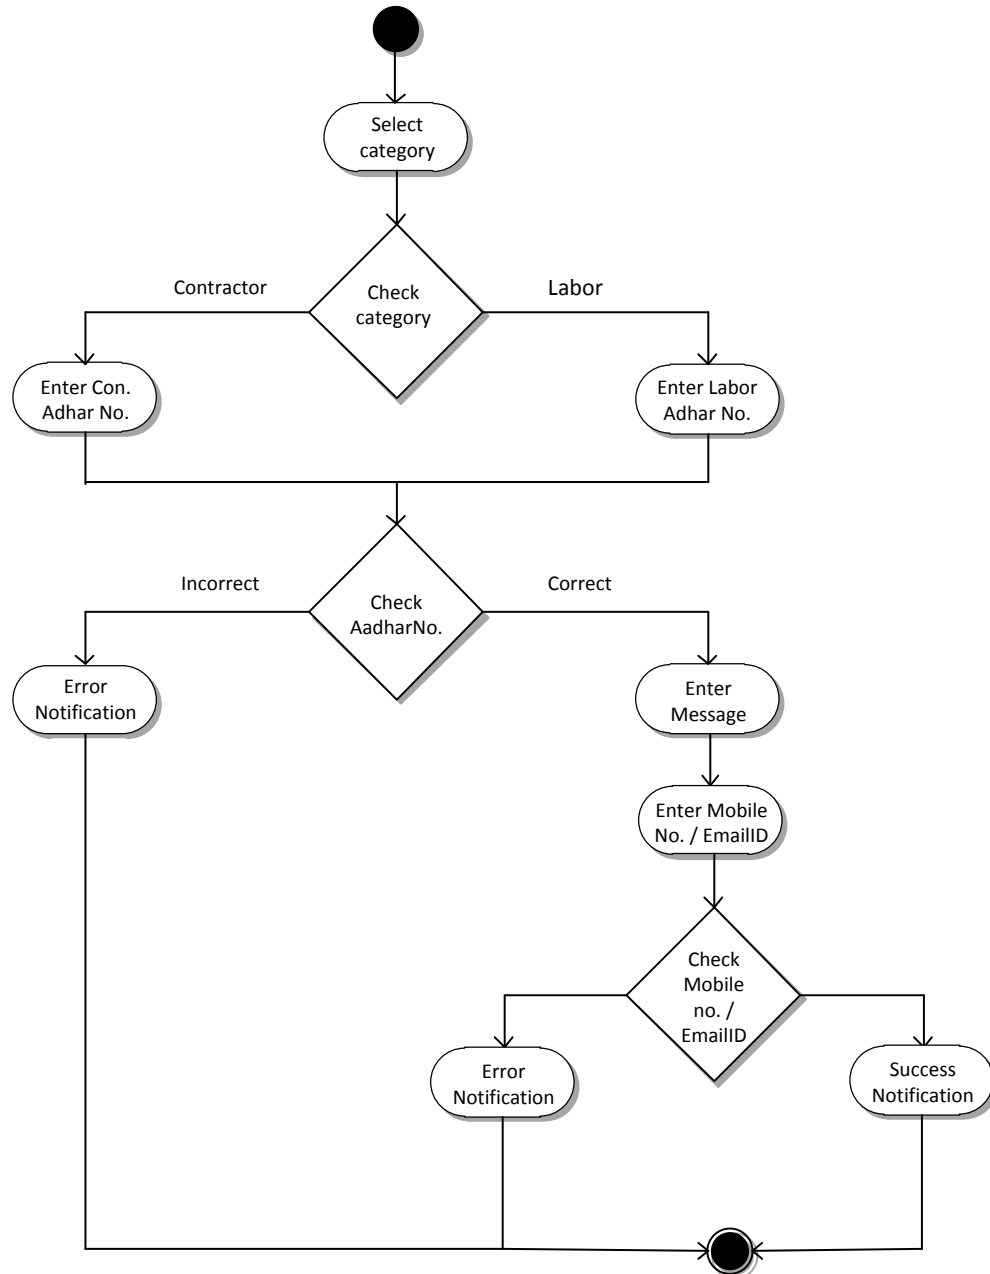 Select
category
Contractor
Check
category
Labor
Enter Con.
Adhar No.
Enter Labor
Adhar No.
Incorrect
Check
AadharNo.
Correct
Error
Notification
Enter
Message
Enter Mobile
No. / EmailID
Check
Mobile
no. /
EmailID
Error
Notification
Success
Notification